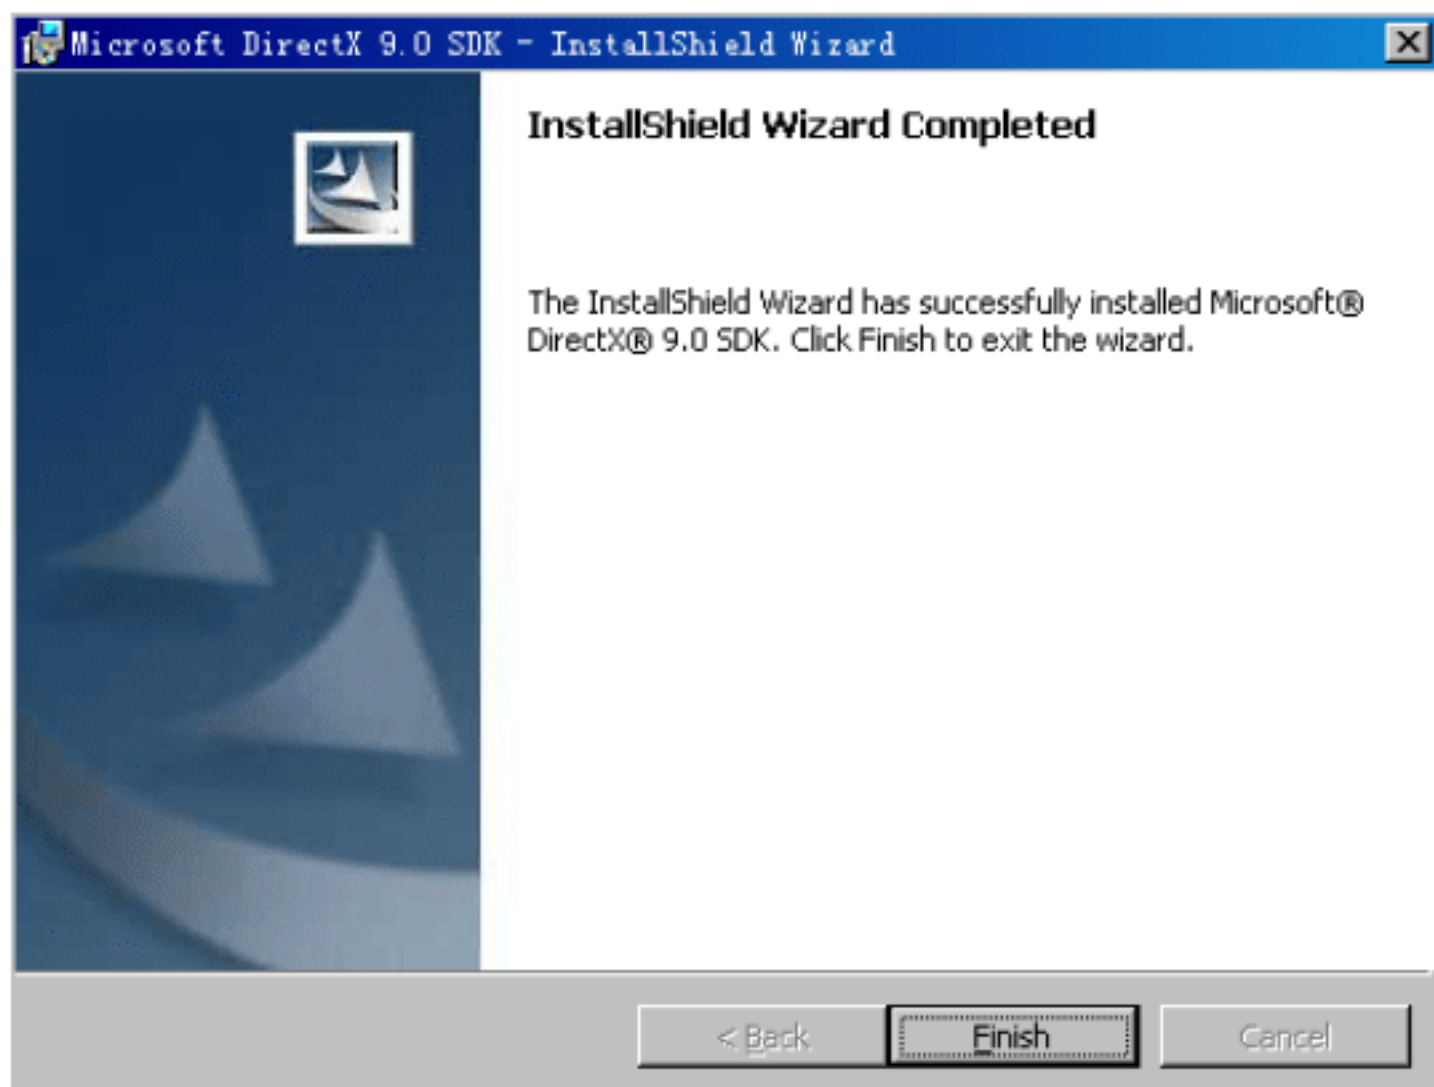 Microsoft DirectX 9.0 SDK - InstallShield Wizard
InstallShield Wizard Completed
The InstallShield Wizard has successfully installed Microsoft®
DirectX® 9.0 SDK. Click Finish to exit the wizard.
< Back
Finish
Cancel